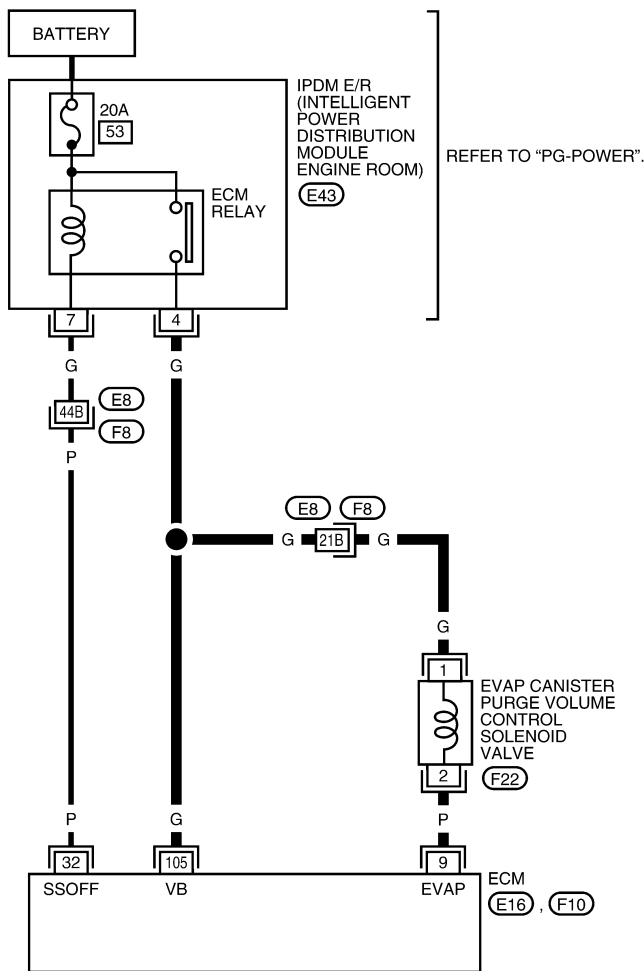 BATTERY
20A
53
IPDM E/R
(INTELLIGENT
POWER
DISTRIBUTION
MODULE
ENGINE ROOM)
E43
REFER TO “PG-POWER”.
ECM
RELAY
7
4
G
G
44B
E8
F8
P
E8
F8
G
21B
G
G
1
EVAP CANISTER
PURGE VOLUME
CONTROL
SOLENOID
VALVE
2
F22
P
G
P
32
105
9
SSOFF
VB
EVAP
ECM
E16 , F10